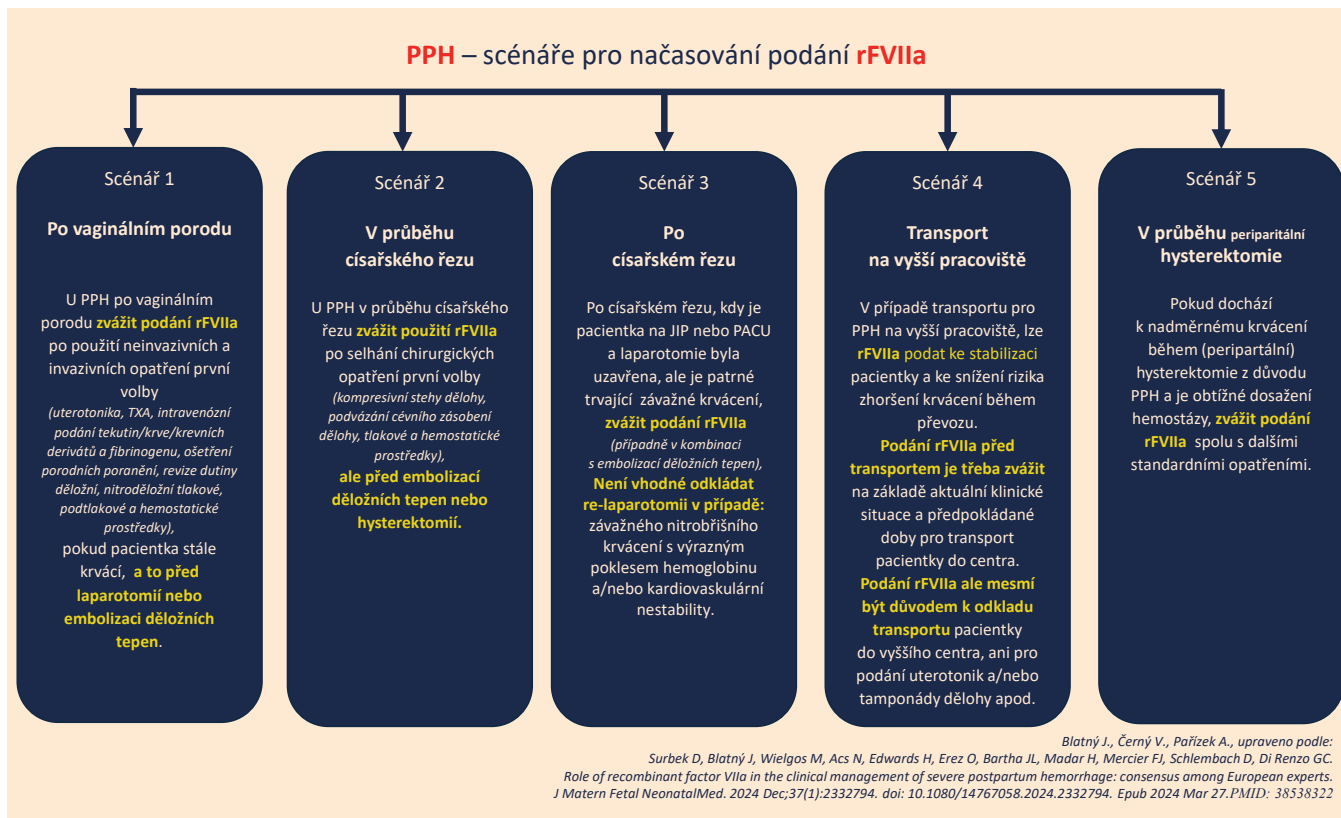 PPH – scénáře pro načasování podání rFVIIa
Scénář 1
Po vaginálním porodu
U PPH po vaginálním
porodu zvážit podání rFVIIa
po použití neinvazivních a
invazivních opatření první
volby
(uterotonika, TXA, intravenózní
podání tekutin/krve/krevních
derivátů a fibrinogenu, ošetření
porodních poranění, revize dutiny
děložní, nitroděložní tlakové,
podtlakové a hemostatické
prostředky),
pokud pacientka stále
krvácí, a to před
laparotomií nebo
embolizaci děložních
tepen.
Scénář 2
V průběhu
císařského řezu
U PPH v průběhu císařského
řezu zvážit použití rFVIIa
po selhání chirurgických
opatření první volby
(kompresivní stehy dělohy,
podvázání cévního zásobení
dělohy, tlakové a hemostatické
prostředky),
ale před embolizací
děložních tepen nebo
hysterektomií.
Scénář 3
Po
císařském řezu
Po císařském řezu, kdy je
pacientka na JIP nebo PACU
a laparotomie byla
uzavřena, ale je patrné
trvající závažné krvácení,
zvážit podání rFVIIa
(případně v kombinaci
s embolizací děložních tepen),
Není vhodné odkládat
re-laparotomii v případě:
závažného nitrobřišního
krvácení s výrazným
poklesem hemoglobinu
a/nebo kardiovaskulární
nestability.
Scénář 4
Transport
na vyšší pracoviště
V případě transportu pro
PPH na vyšší pracoviště, lze
rFVIIa podat ke stabilizaci
pacientky a ke snížení rizika
zhoršení krvácení během
převozu.
Podání rFVIIa před
transportem je třeba zvážit
na základě aktuální klinické
situace a předpokládané
doby pro transport
pacientky do centra.
Podání rFVIIa ale mesmí
být důvodem k odkladu
transportu pacientky
do vyššího centra, ani pro
podání uterotonik a/nebo
tamponády dělohy apod.
Scénář 5
V průběhu periparitální
hysterektomie
Pokud dochází
k nadměrnému krvácení
během (peripartální)
hysterektomie z důvodu
PPH a je obtížné dosažení
hemostázy, zvážit podání
rFVIIa spolu s dalšími
standardními opatřeními.
Blatný J., Černý V., Pařízek A., upraveno podle:
Surbek D, Blatný J, Wielgos M, Acs N, Edwards H, Erez O, Bartha JL, Madar H, Mercier FJ, Schlembach D, Di Renzo GC.
Role of recombinant factor VIIa in the clinical management of severe postpartum hemorrhage: consensus among European experts.
J Matern Fetal NeonatalMed. 2024 Dec;37(1):2332794. doi: 10.1080/14767058.2024.2332794. Epub 2024 Mar 27.PMID: 38538322